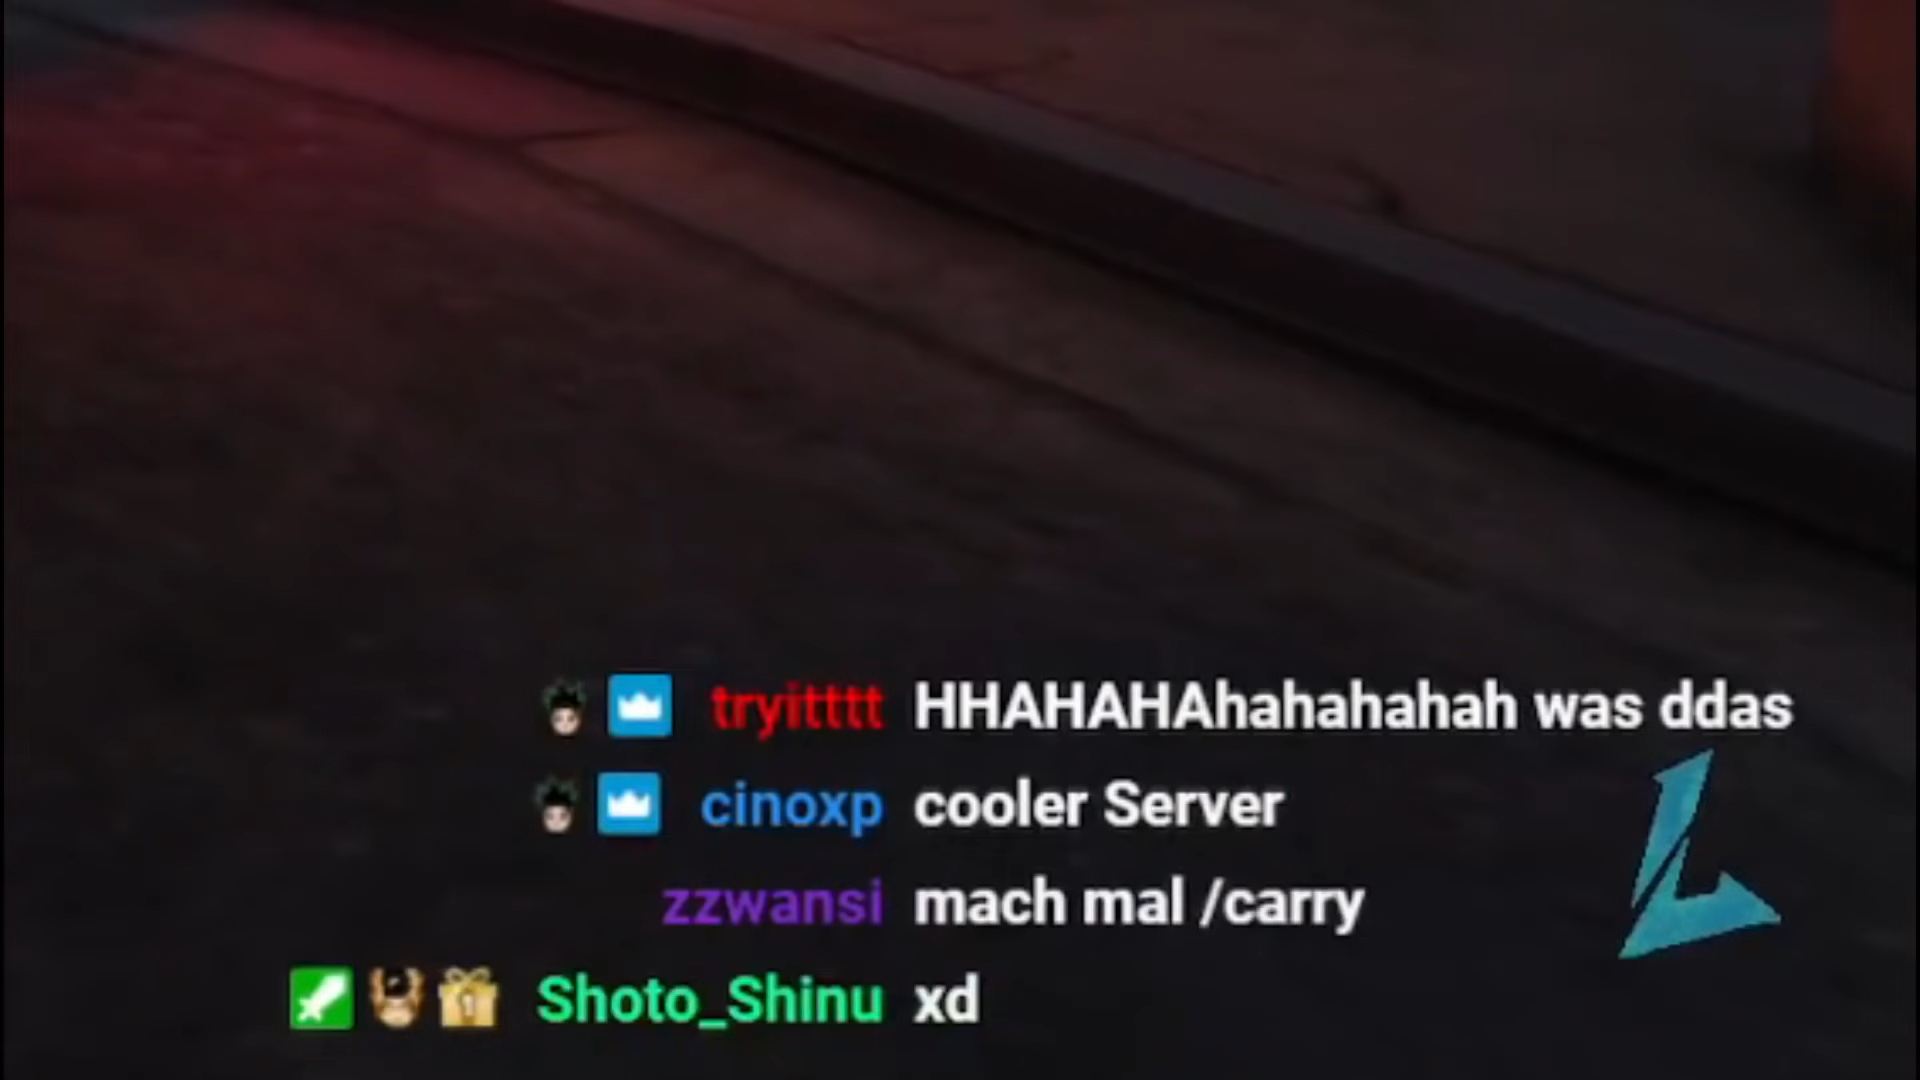 tryitttt HHAHAHAhahahahah was ddas
cinoxp cooler Server
zzwansi mach mal /carry
Shoto_Shinu xd